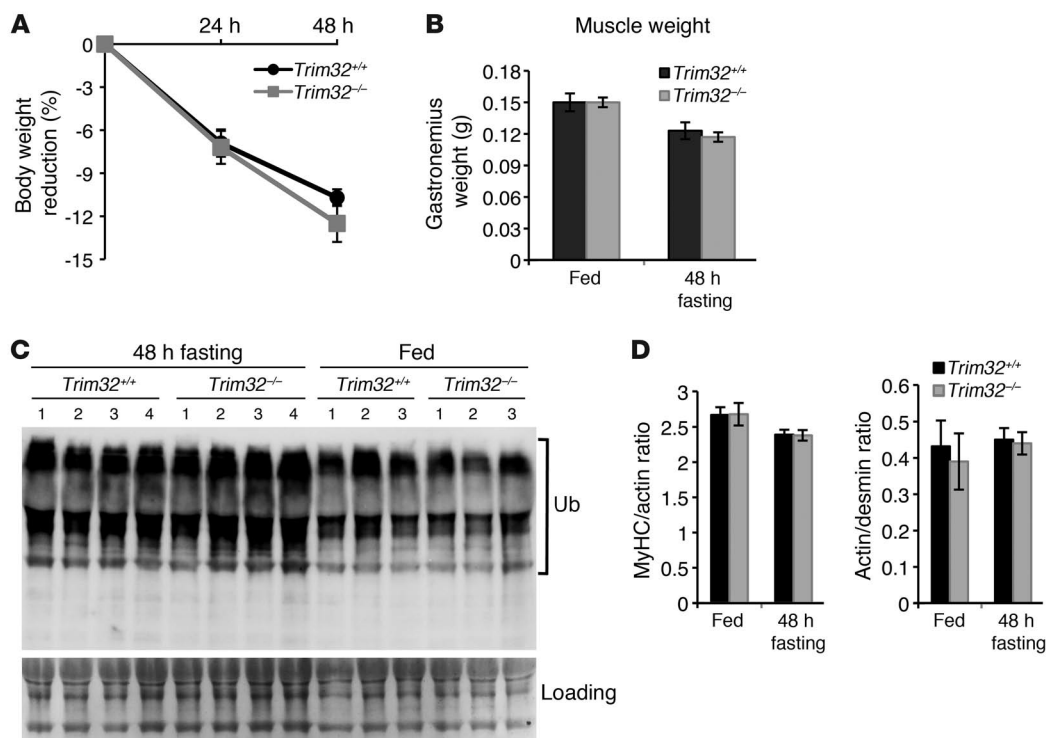 A
24 h 48 h
0
-3
-6
-9
-12
-15
Body weight
reduction (%)
Trim32+/+
Trim32–/–
B
Muscle weight
Trim32+/+
Trim32–/–
0.18
0.15
0.12
0.09
0.06
0.03
0
Gastronemius
weight (g)
Fed
48 h
fasting
C
48 h fasting Fed
Trim32+/+ Trim32–/– Trim32+/+ Trim32–/–
1 2 3 4 1 2 3 4 1 2 3 1 2 3
Ub
Loading
D
3
2.5
2
1.5
1
0.5
0
MyHC/actin ratio
Fed
48 h
fasting
Trim32+/+
Trim32–/–
0.6
0.5
0.4
0.3
0.2
0.1
0
Actin/desmin ratio
Fed
48 h
fasting